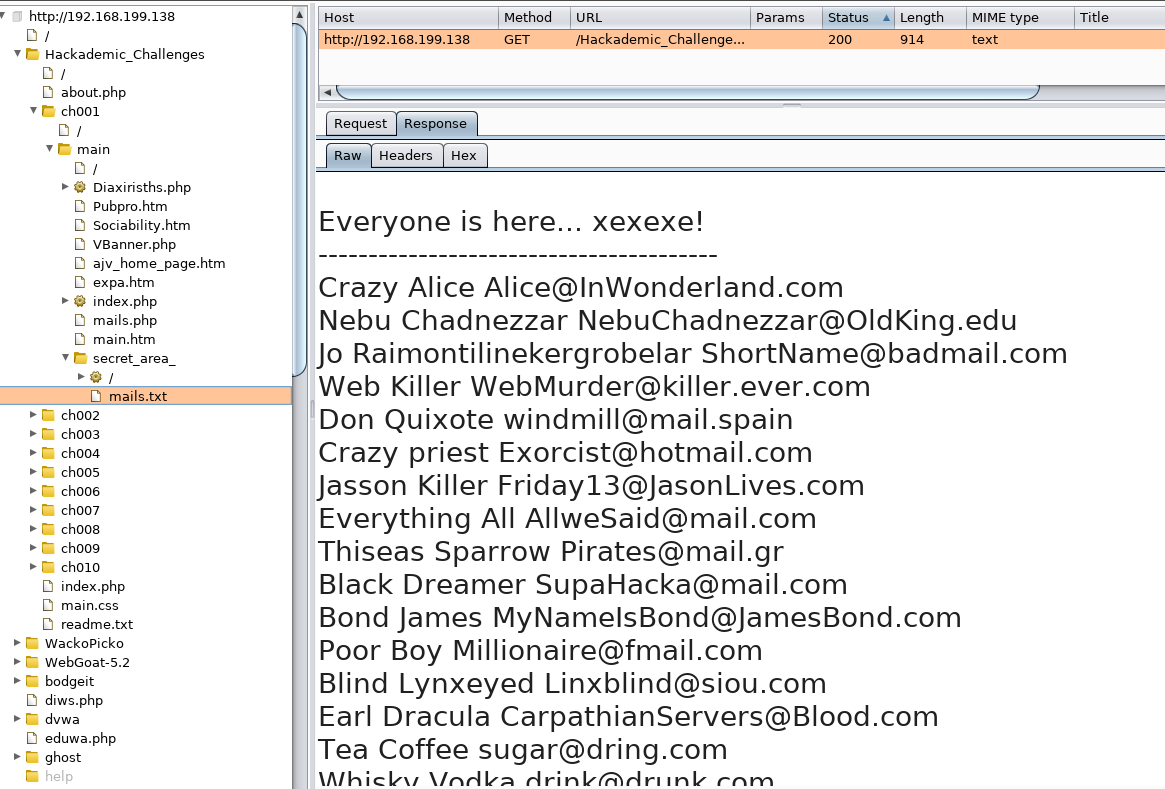 http://192.168.199.138
/
Hackademic_Challenges
/
about.php
ch001
/
main
/
Diaxirisths.php
Pubpro.htm
Sociability.htm
VBanner.php
ajv_home_page.htm
expa.htm
index.php
mails.php
main.htm
secret_area_
/
mails.txt
ch002
ch003
ch004
ch005
ch006
ch007
ch008
ch009
ch010
index.php
main.css
readme.txt
WackoPicko
WebGoat-5.2
bodgeit
diws.php
dvwa
eduwa.php
ghost
help
Host Method URL Params Status Length MIME type Title
http://192.168.199.138 GET /Hackademic_Challenge... 200 914 text
Request Response
Raw Headers Hex
Everyone is here... xexexe!
----------------------------------------
Crazy Alice Alice@InWonderland.com
Nebu Chadnezzar NebuChadnezzar@OldKing.edu
Jo Raimontilinekergrobelar ShortName@badmail.com
Web Killer WebMurder@killer.ever.com
Don Quixote windmill@mail.spain
Crazy priest Exorcist@hotmail.com
Jasson Killer Friday13@JasonLives.com
Everything All AllweSaid@mail.com
Thiseas Sparrow Pirates@mail.gr
Black Dreamer SupaHacka@mail.com
Bond James MyNameIsBond@JamesBond.com
Poor Boy Millionaire@fmail.com
Blind Lynxeyed Linxblind@siou.com
Earl Dracula CarpathianServers@Blood.com
Tea Coffee sugar@dring.com
Whisky Vodka drink@drunk.com